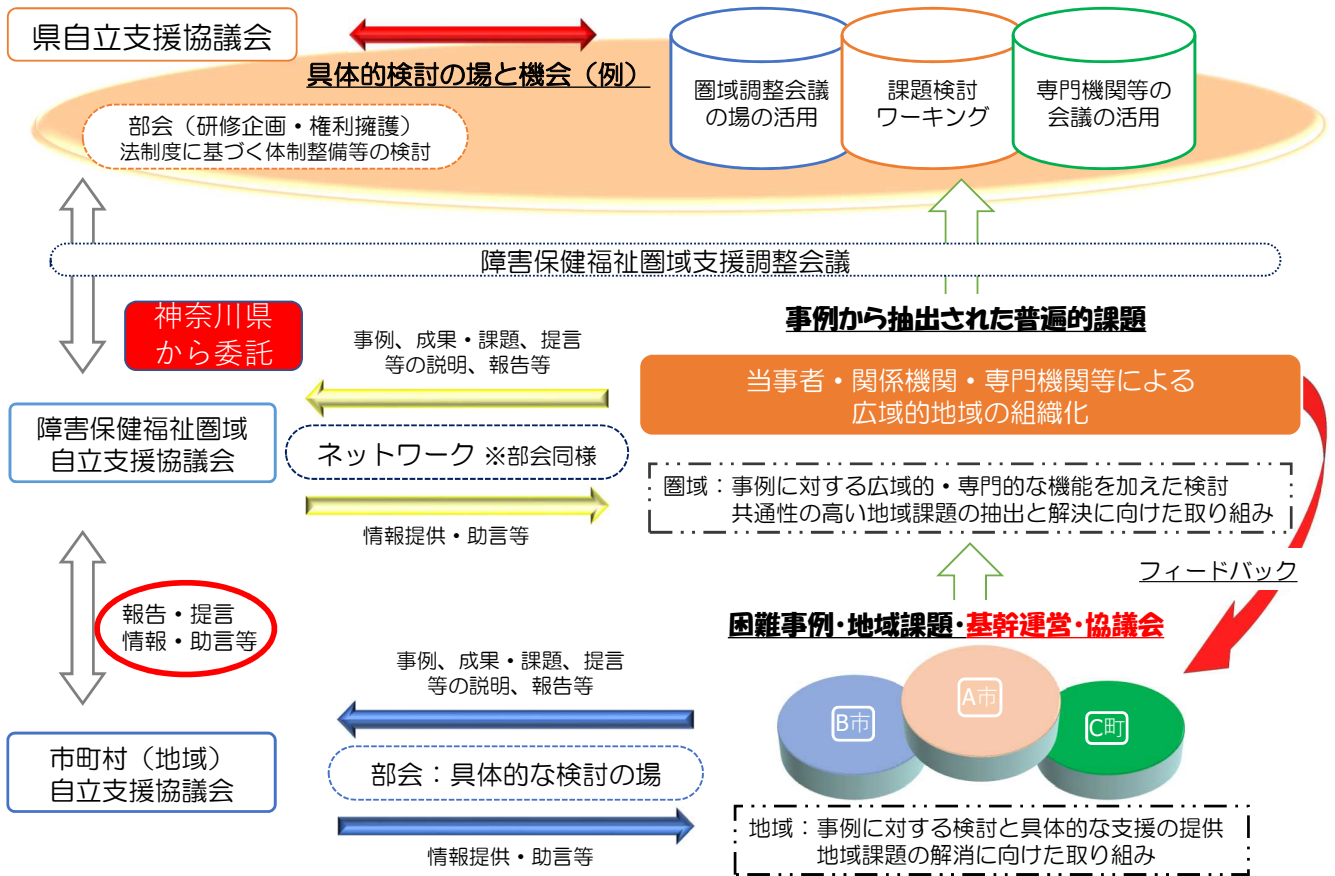 県自立支援協議会
具体的検討の場と機会（例）
圏域調整会議
の場の活用
課題検討
ワーキング
専門機関等の
会議の活用
部会（研修企画・権利擁護）
法制度に基づく体制整備等の検討
障害保健福祉圏域支援調整会議
神奈川県
から委託
事例から抽出された普遍的課題
事例、成果・課題、提言
等の説明、報告等
当事者・関係機関・専門機関等による
広域的地域の組織化
障害保健福祉圏域
自立支援協議会
ネットワーク ※部会同様
圏域：事例に対する広域的・専門的な機能を加えた検討
共通性の高い地域課題の抽出と解決に向けた取り組み
情報提供・助言等
フィードバック
報告・提言
情報・助言等
困難事例・地域課題・基幹運営・協議会
事例、成果・課題、提言
等の説明、報告等
A市
B市
C町
市町村（地域）
自立支援協議会
部会：具体的な検討の場
地域：事例に対する検討と具体的な支援の提供
地域課題の解消に向けた取り組み
情報提供・助言等